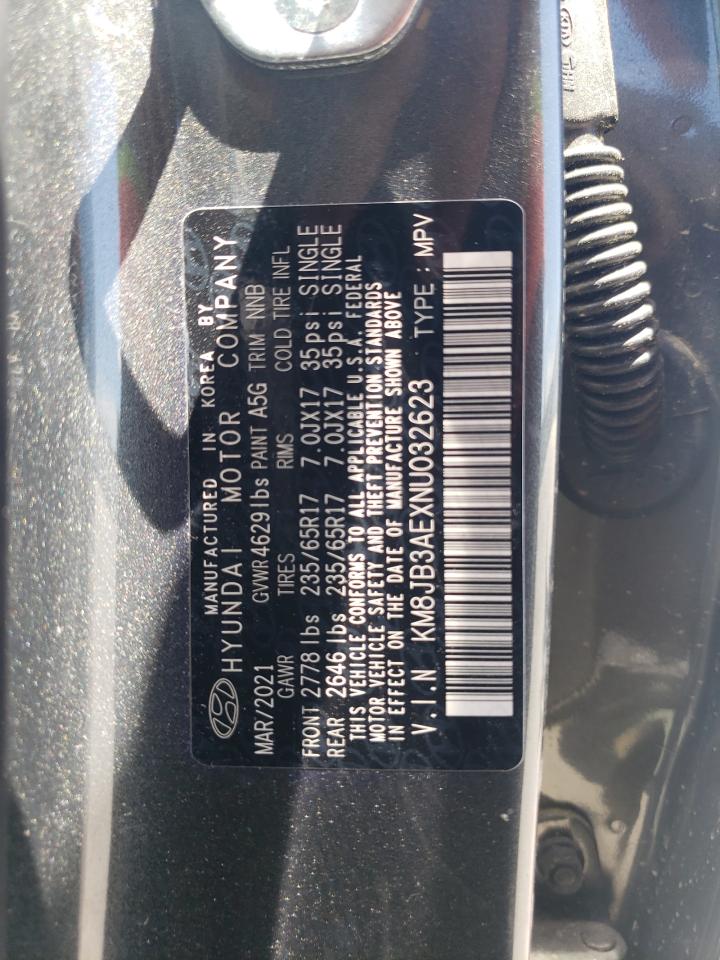 MANUFACTURED IN KOREA BY
HYUNDAI MOTOR COMPANY
MAR/2021 GVWR 4629 lbs PAINT A5G TRIM NNB
GAWR TIRES RIMS COLD TIRE INFL
FRONT 2778 lbs 235/65R17 7.0JX17 35psi SINGLE
REAR 2646 lbs 235/65R17 7.0JX17 35psi SINGLE
THIS VEHICLE CONFORMS TO ALL APPLICABLE U.S.A. FEDERAL
MOTOR VEHICLE SAFETY AND THEFT PREVENTION STANDARDS
IN EFFECT ON THE DATE OF MANUFACTURE SHOWN ABOVE
V.I.N KM8JB3AEXNU032623 TYPE : MPV